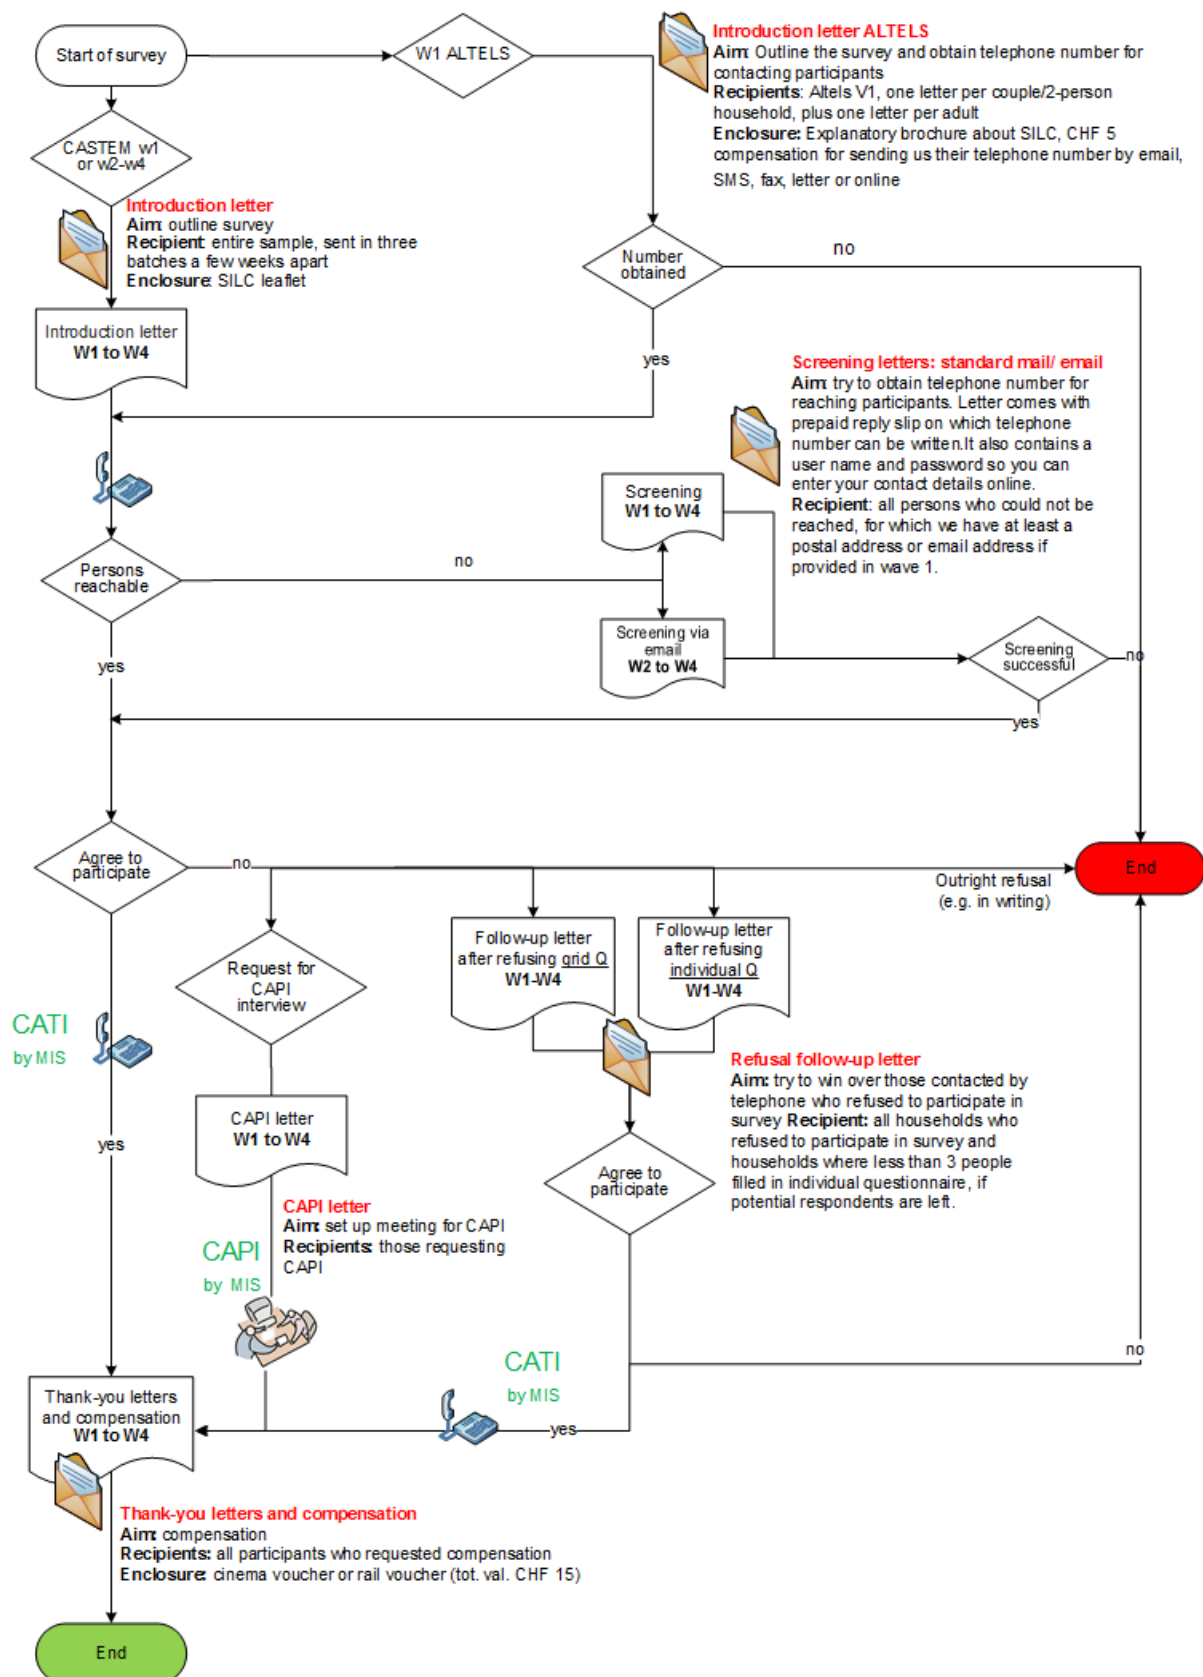 Start of survey
W1 ALTELS
Introduction letter ALTELS
Aim: Outline the survey and obtain telephone number for
contacting participants
Recipients: Altels V1, one letter per couple/2-person
household, plus one letter per adult
Enclosure: Explanatory brochure about SILC, CHF 5
compensation for sending us their telephone number by email,
SMS, fax, letter or online
CASTEM w1
or w2-w4
Introduction letter
Aim: outline survey
Recipient: entire sample, sent in three
batches a few weeks apart
Enclosure: SILC leaflet
Number
obtained
no
yes
Introduction letter
W1 to W4
Screening letters: standard mail/ email
Aim: try to obtain telephone number for
reaching participants. Letter comes with
prepaid reply slip on which telephone
number can be written.It also contains a
user name and password so you can
enter your contact details online.
Recipient: all persons who could not be
reached, for which we have at least a
postal address or email address if
provided in wave 1.
Screening
W1 to W4
Persons
reachable
no
yes
Screening via
email
W2 to W4
Screening
successful
no
yes
Agree to
participate
no
Outright refusal
(e.g. in writing)
End
Request for
CAPI
interview
Follow-up letter
after refusing grid Q
W1-W4
Follow-up letter
after refusing
individual Q
W1-W4
CATI
by MIS
Refusal follow-up letter
Aim: try to win over those contacted by
telephone who refused to participate in
survey Recipient: all households who
refused to participate in survey and
households where less than 3 people
filled in individual questionnaire, if
potential respondents are left.
CAPI letter
W1 to W4
yes
Agree to
participate
CAPI letter
Aim: set up meeting for CAPI
Recipients: those requesting
CAPI
CAPI
by MIS
no
CATI
by MIS
yes
Thank-you letters
and compensation
W1 to W4
Thank-you letters and compensation
Aim: compensation
Recipients: all participants who requested compensation
Enclosure: cinema voucher or rail voucher (tot. val. CHF 15)
End